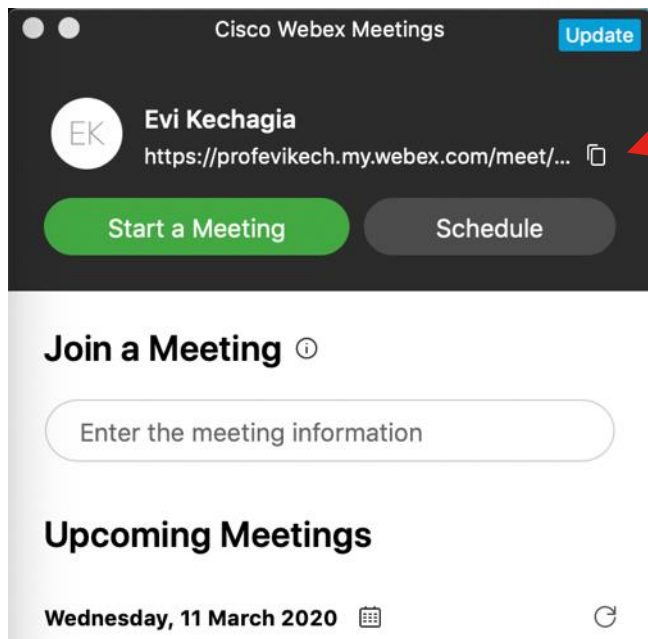 Cisco Webex Meetings
Update
EK
Evi Kechagia
https://profevikech.my.webex.com/meet/...
Start a Meeting
Schedule
Join a Meeting
Enter the meeting information
Upcoming Meetings
Wednesday, 11 March 2020